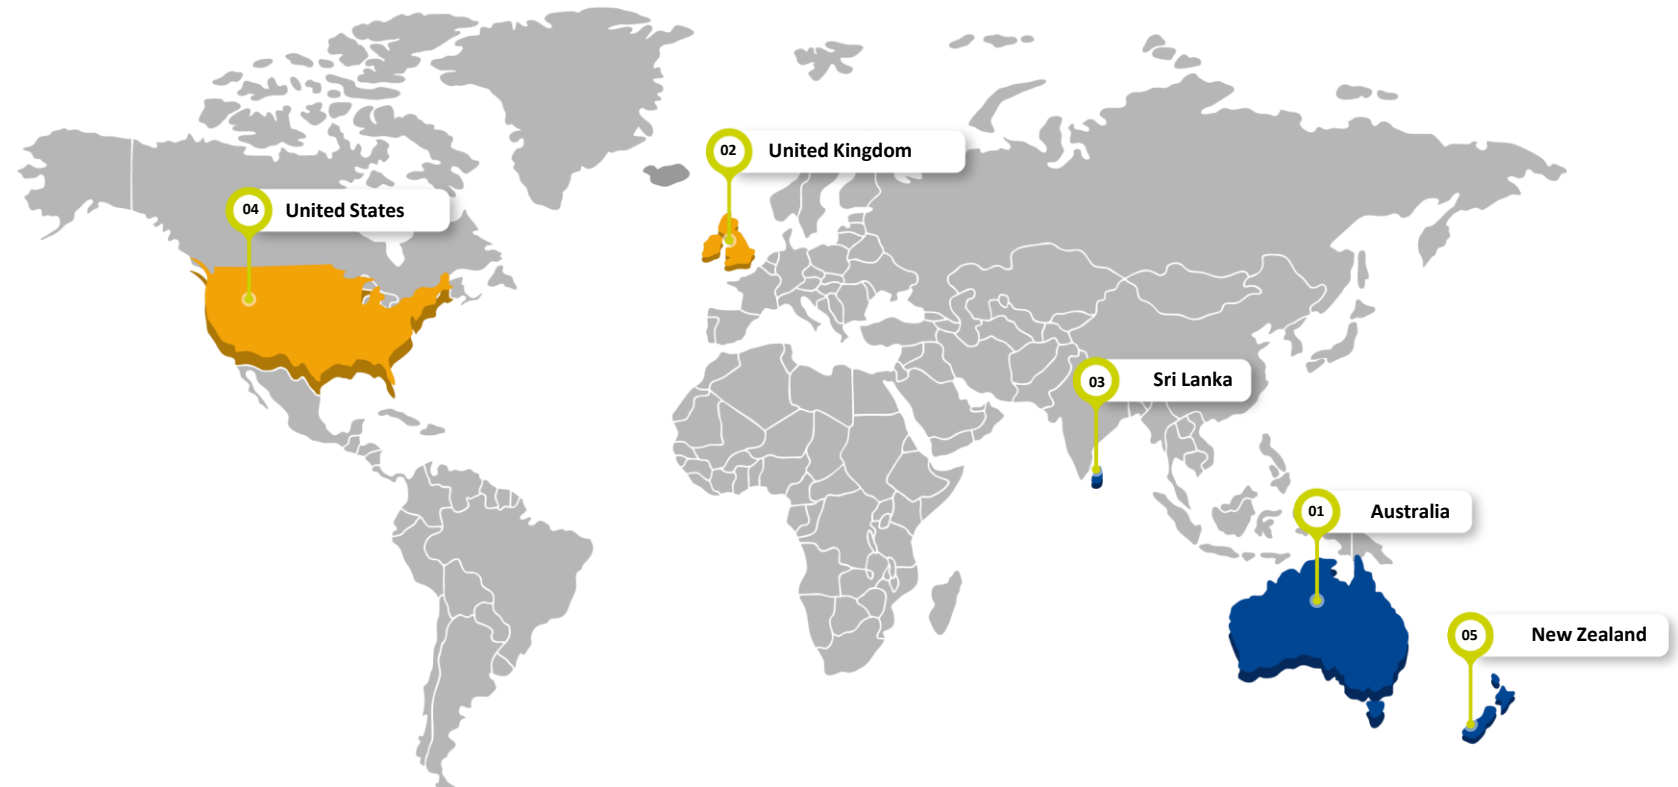 02 United Kingdom
04 United States
03 Sri Lanka
01 Australia
05 New Zealand